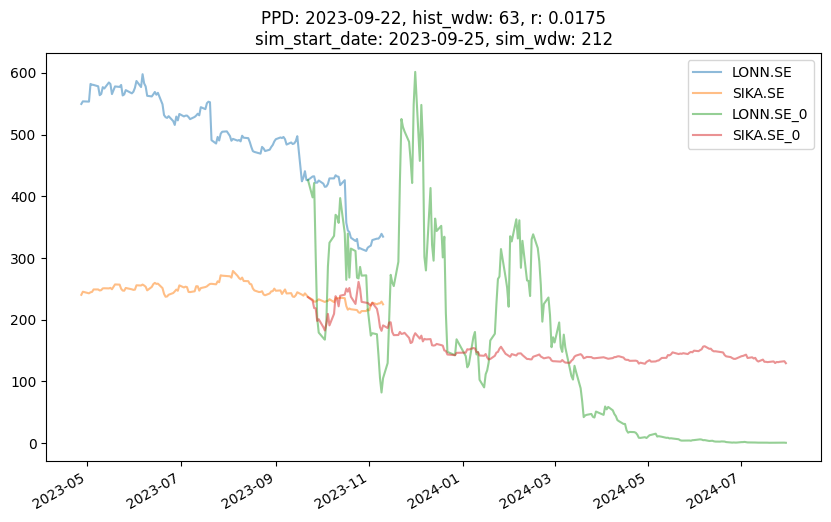 PPD: 2023-09-22, hist_wdw: 63, r: 0.0175
sim_start_date: 2023-09-25, sim_wdw: 212
LONN.SE
SIKA.SE
LONN.SE_0
SIKA.SE_0
600
500
400
300
200
100
0
2023-05
2023-07
2023-09
2023-11
2024-01
2024-03
2024-05
2024-07